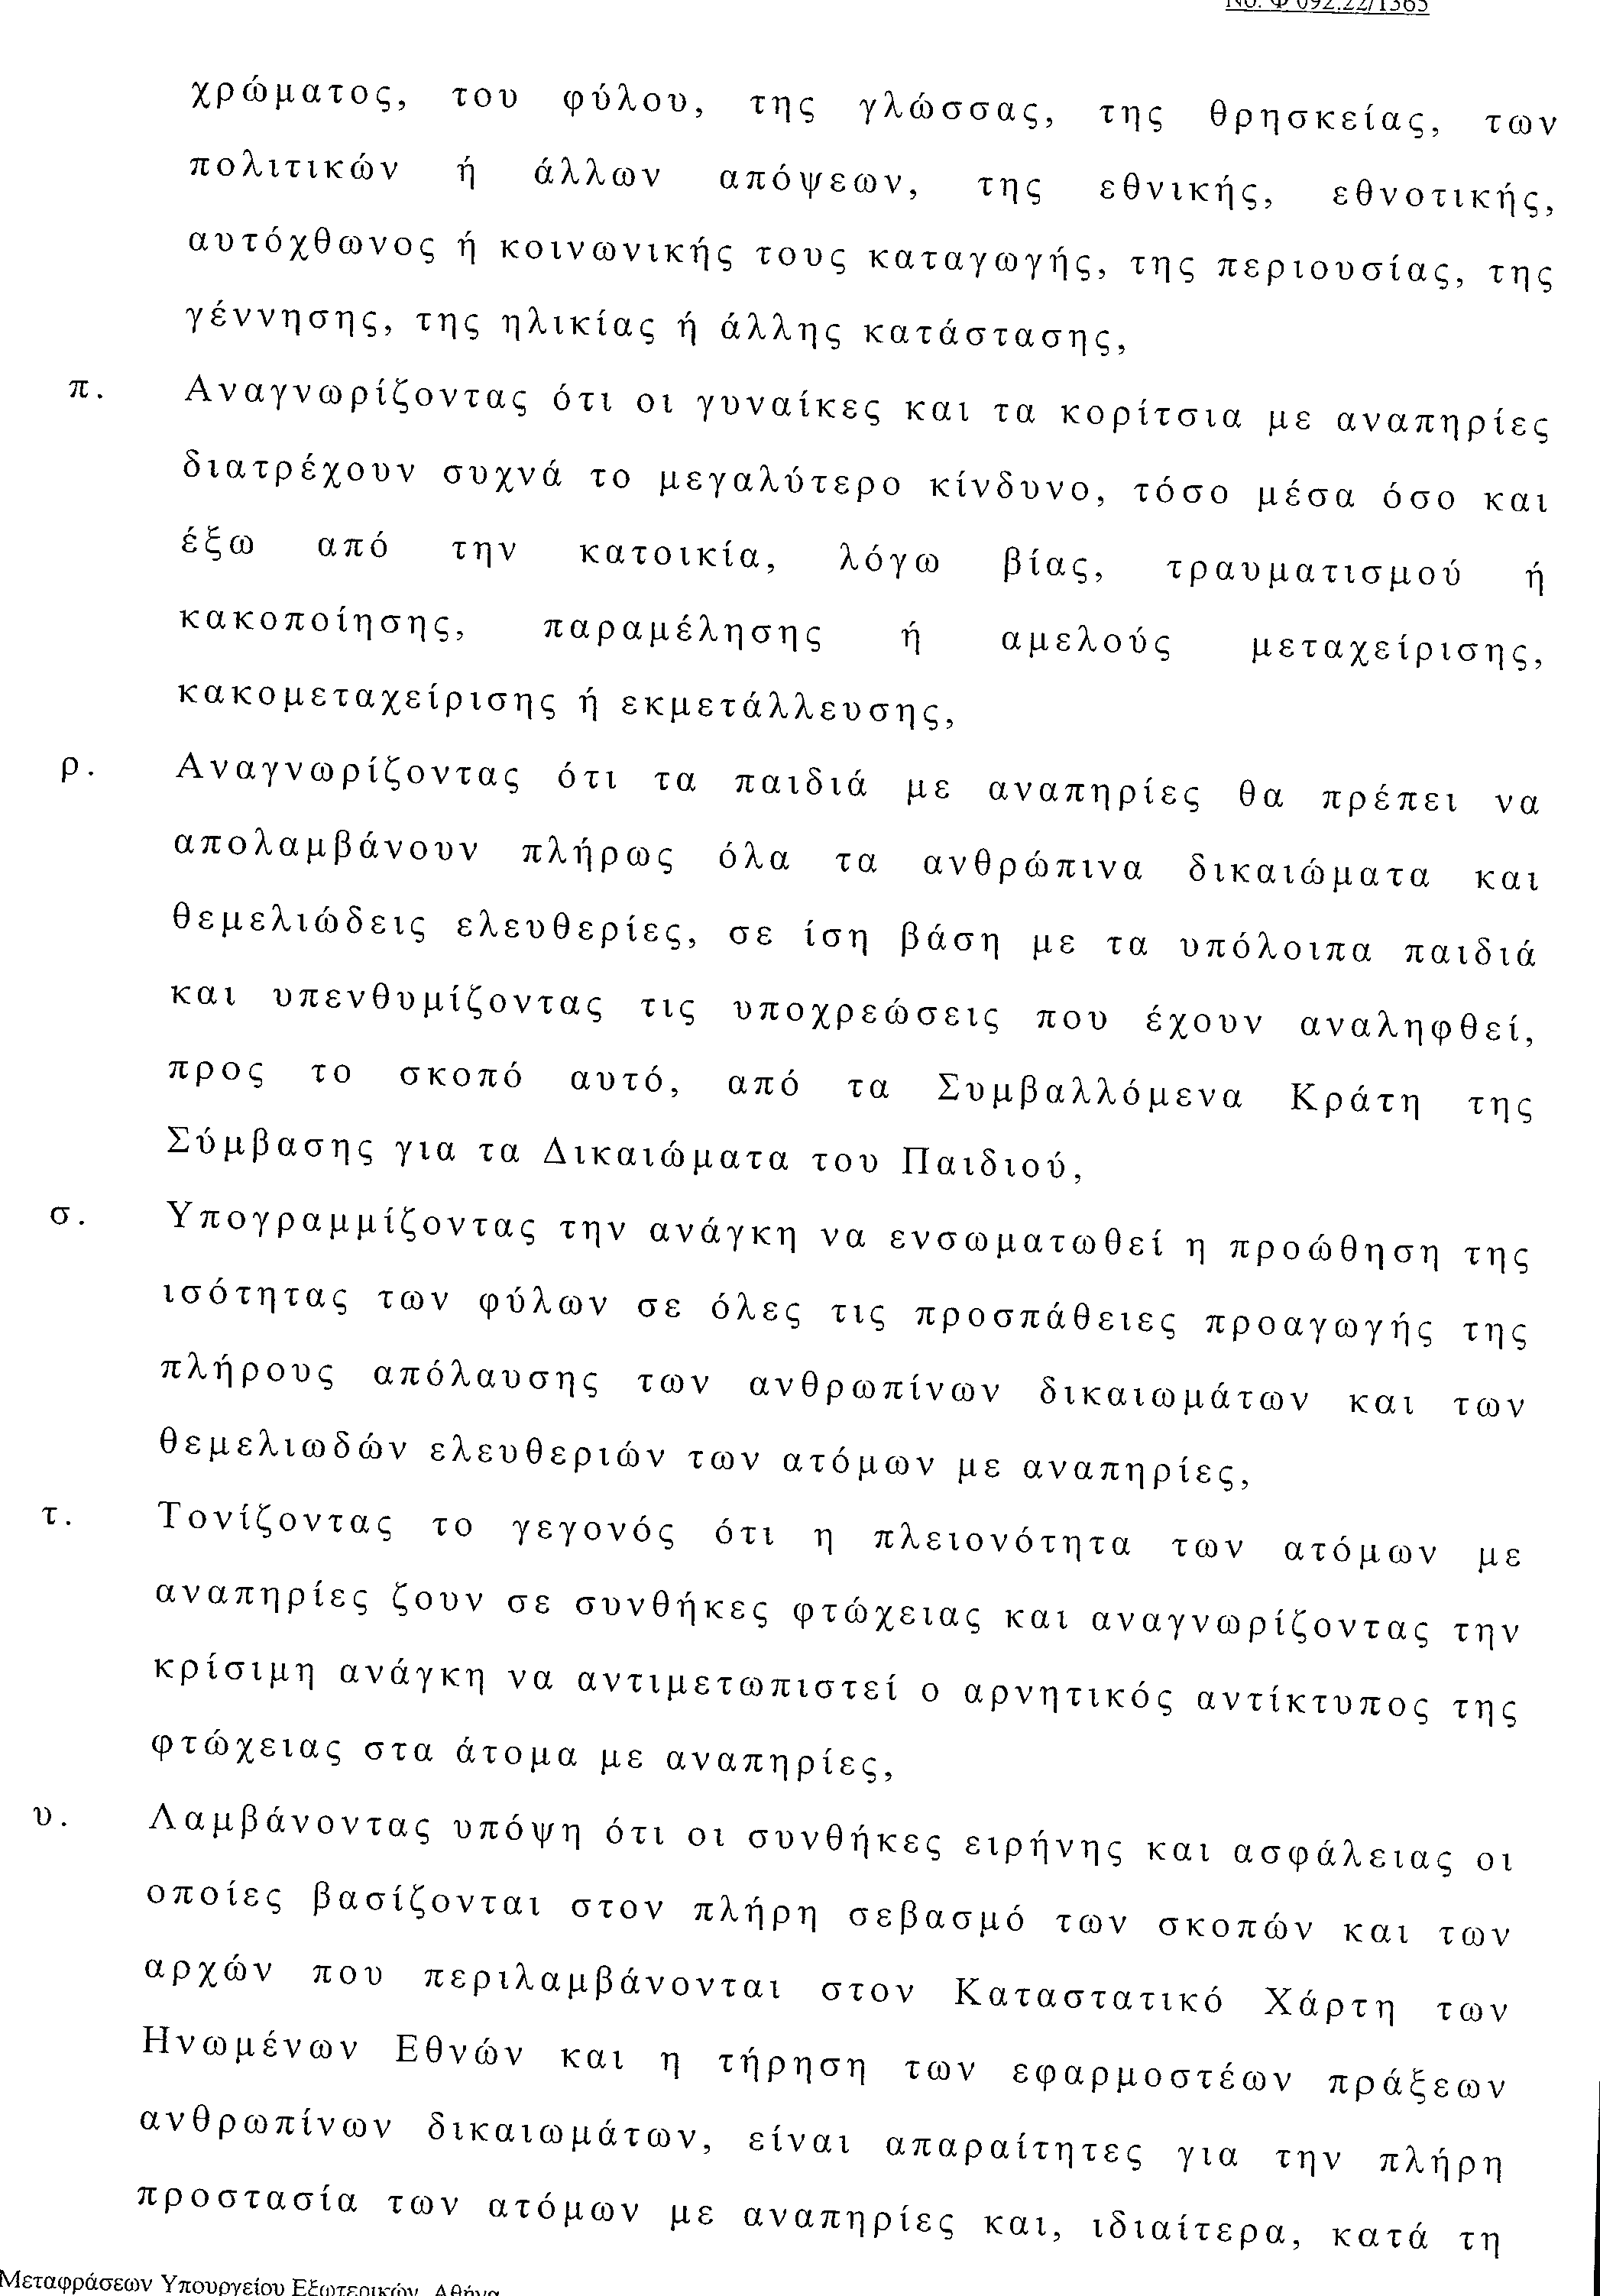 No. Φ 092.22/1365
χρώματος, του φύλου, της γλώσσας, της θρησκείας, των
πολιτικών ή άλλων απόψεων, της εθνικής, εθνοτικής,
αυτόχθωνος ή κοινωνικής τους καταγωγής, της περιουσίας, της
γέννησης, της ηλικίας ή άλλης κατάστασης,
π. Αναγνωρίζοντας ότι οι γυναίκες και τα κορίτσια με αναπηρίες
διατρέχουν συχνά το μεγαλύτερο κίνδυνο, τόσο μέσα όσο και
έξω από την κατοικία, λόγω βίας, τραυματισμού ή
κακοποίησης, παραμέλησης ή αμελούς μεταχείρισης,
κακομεταχείρισης ή εκμετάλλευσης,
ρ. Αναγνωρίζοντας ότι τα παιδιά με αναπηρίες θα πρέπει να
απολαμβάνουν πλήρως όλα τα ανθρώπινα δικαιώματα και
θεμελιώδεις ελευθερίες, σε ίση βάση με τα υπόλοιπα παιδιά
και υπενθυμίζοντας τις υποχρεώσεις που έχουν αναληφθεί,
προς το σκοπό αυτό, από τα Συμβαλλόμενα Κράτη της
Σύμβασης για τα Δικαιώματα του Παιδιού,
σ. Υπογραμμίζοντας την ανάγκη να ενσωματωθεί η προώθηση της
ισότητας των φύλων σε όλες τις προσπάθειες προαγωγής της
πλήρους απόλαυσης των ανθρωπίνων δικαιωμάτων και των
θεμελιωδών ελευθεριών των ατόμων με αναπηρίες,
τ. Τονίζοντας το γεγονός ότι η πλειονότητα των ατόμων με
αναπηρίες ζουν σε συνθήκες φτώχειας και αναγνωρίζοντας την
κρίσιμη ανάγκη να αντιμετωπιστεί ο αρνητικός αντίκτυπος της
φτώχειας στα άτομα με αναπηρίες,
υ. Λαμβάνοντας υπόψη ότι οι συνθήκες ειρήνης και ασφάλειας οι
οποίες βασίζονται στον πλήρη σεβασμό των σκοπών και των
αρχών που περιλαμβάνονται στον Καταστατικό Χάρτη των
Ηνωμένων Εθνών και η τήρηση των εφαρμοστέων πράξεων
ανθρωπίνων δικαιωμάτων, είναι απαραίτητες για την πλήρη
προστασία των ατόμων με αναπηρίες και, ιδιαίτερα, κατά τη
Μεταφράσεων Υπουργείου Εξωτερικών, Αθήνα